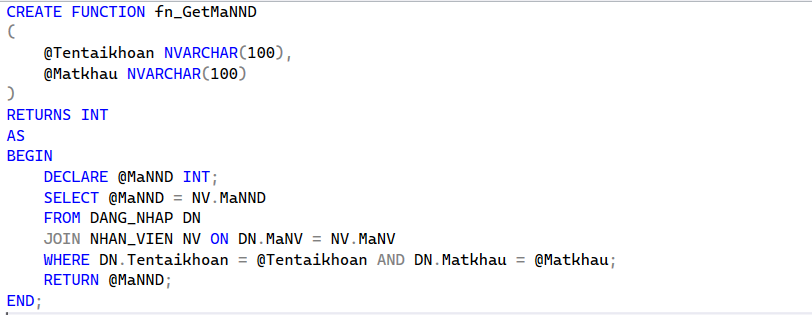 CREATE FUNCTION fn_GetMaNND
(
    @Tentaikhoan NVARCHAR(100),
    @Matkhau NVARCHAR(100)
)
RETURNS INT
AS
BEGIN
    DECLARE @MaNND INT;
    SELECT @MaNND = NV.MaNND
    FROM DANG_NHAP DN
    JOIN NHAN_VIEN NV ON DN.MaNV = NV.MaNV
    WHERE DN.Tentaikhoan = @Tentaikhoan AND DN.Matkhau = @Matkhau;
    RETURN @MaNND;
END;